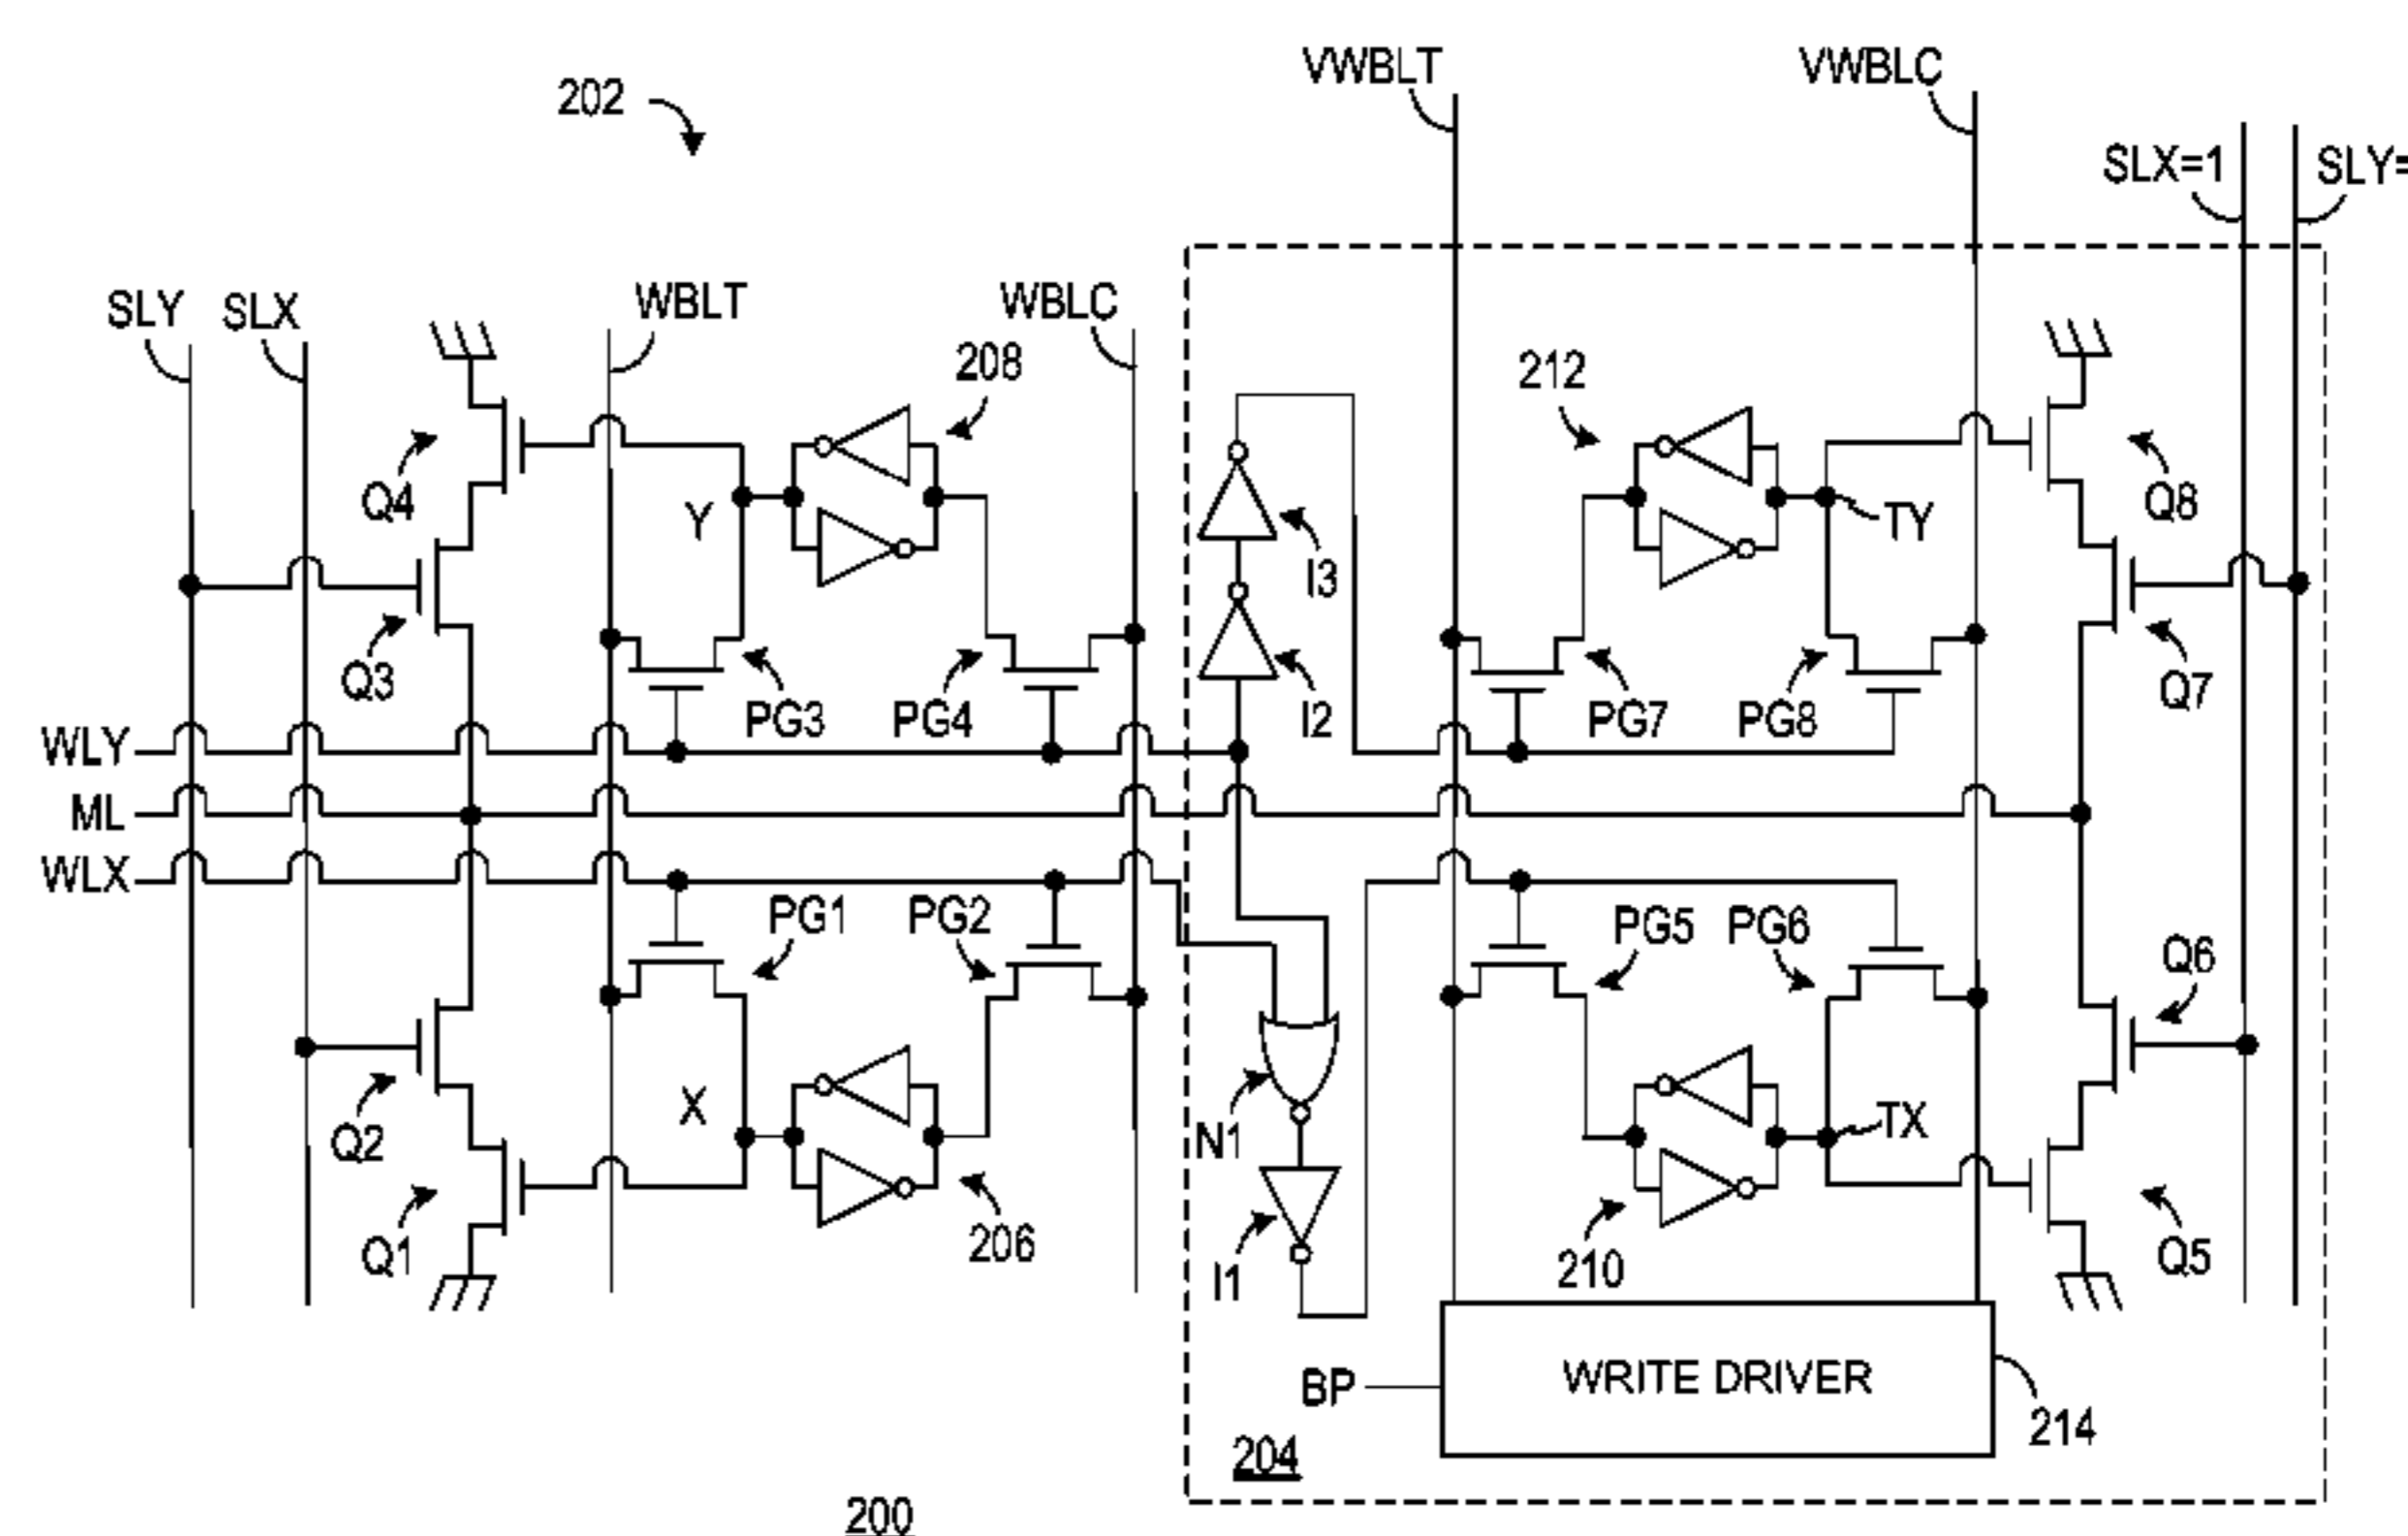 202
VWBLT
VWBLC
SLX=1
SLY=
SLY
SLX
WBLT
WBLC
208
212
Q4
Y
I3
TY
Q8
Q3
PG3
PG4
I2
PG7
PG8
Q7
WLY
ML
WLX
PG1
PG2
PG5
PG6
Q6
Q2
X
N1
TX
Q1
206
I1
210
Q5
BP
WRITE DRIVER
214
204
200